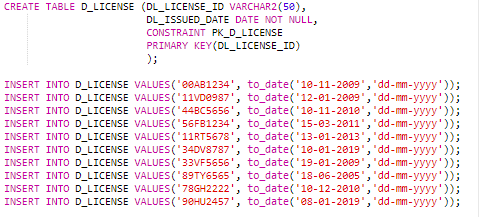 CREATE TABLE D_LICENSE (DL_LICENSE_ID VARCHAR2(50),
DL_ISSUED_DATE DATE NOT NULL,
CONSTRAINT PK_D_LICENSE
PRIMARY KEY(DL_LICENSE_ID)
);
INSERT INTO D_LICENSE VALUES('00AB1234', to_date('10-11-2009','dd-mm-yyyy'));
INSERT INTO D_LICENSE VALUES('11VD0987', to_date('12-01-2009','dd-mm-yyyy'));
INSERT INTO D_LICENSE VALUES('44BC5656', to_date('10-11-2010','dd-mm-yyyy'));
INSERT INTO D_LICENSE VALUES('56FB1234', to_date('15-03-2011','dd-mm-yyyy'));
INSERT INTO D_LICENSE VALUES('11RT5678', to_date('13-01-2013','dd-mm-yyyy'));
INSERT INTO D_LICENSE VALUES('34DV8787', to_date('10-01-2019','dd-mm-yyyy'));
INSERT INTO D_LICENSE VALUES('33VF5656', to_date('19-01-2009','dd-mm-yyyy'));
INSERT INTO D_LICENSE VALUES('89TY6565', to_date('18-06-2005','dd-mm-yyyy'));
INSERT INTO D_LICENSE VALUES('78GH2222', to_date('10-12-2010','dd-mm-yyyy'));
INSERT INTO D_LICENSE VALUES('90HU2457', to_date('08-01-2019','dd-mm-yyyy'));